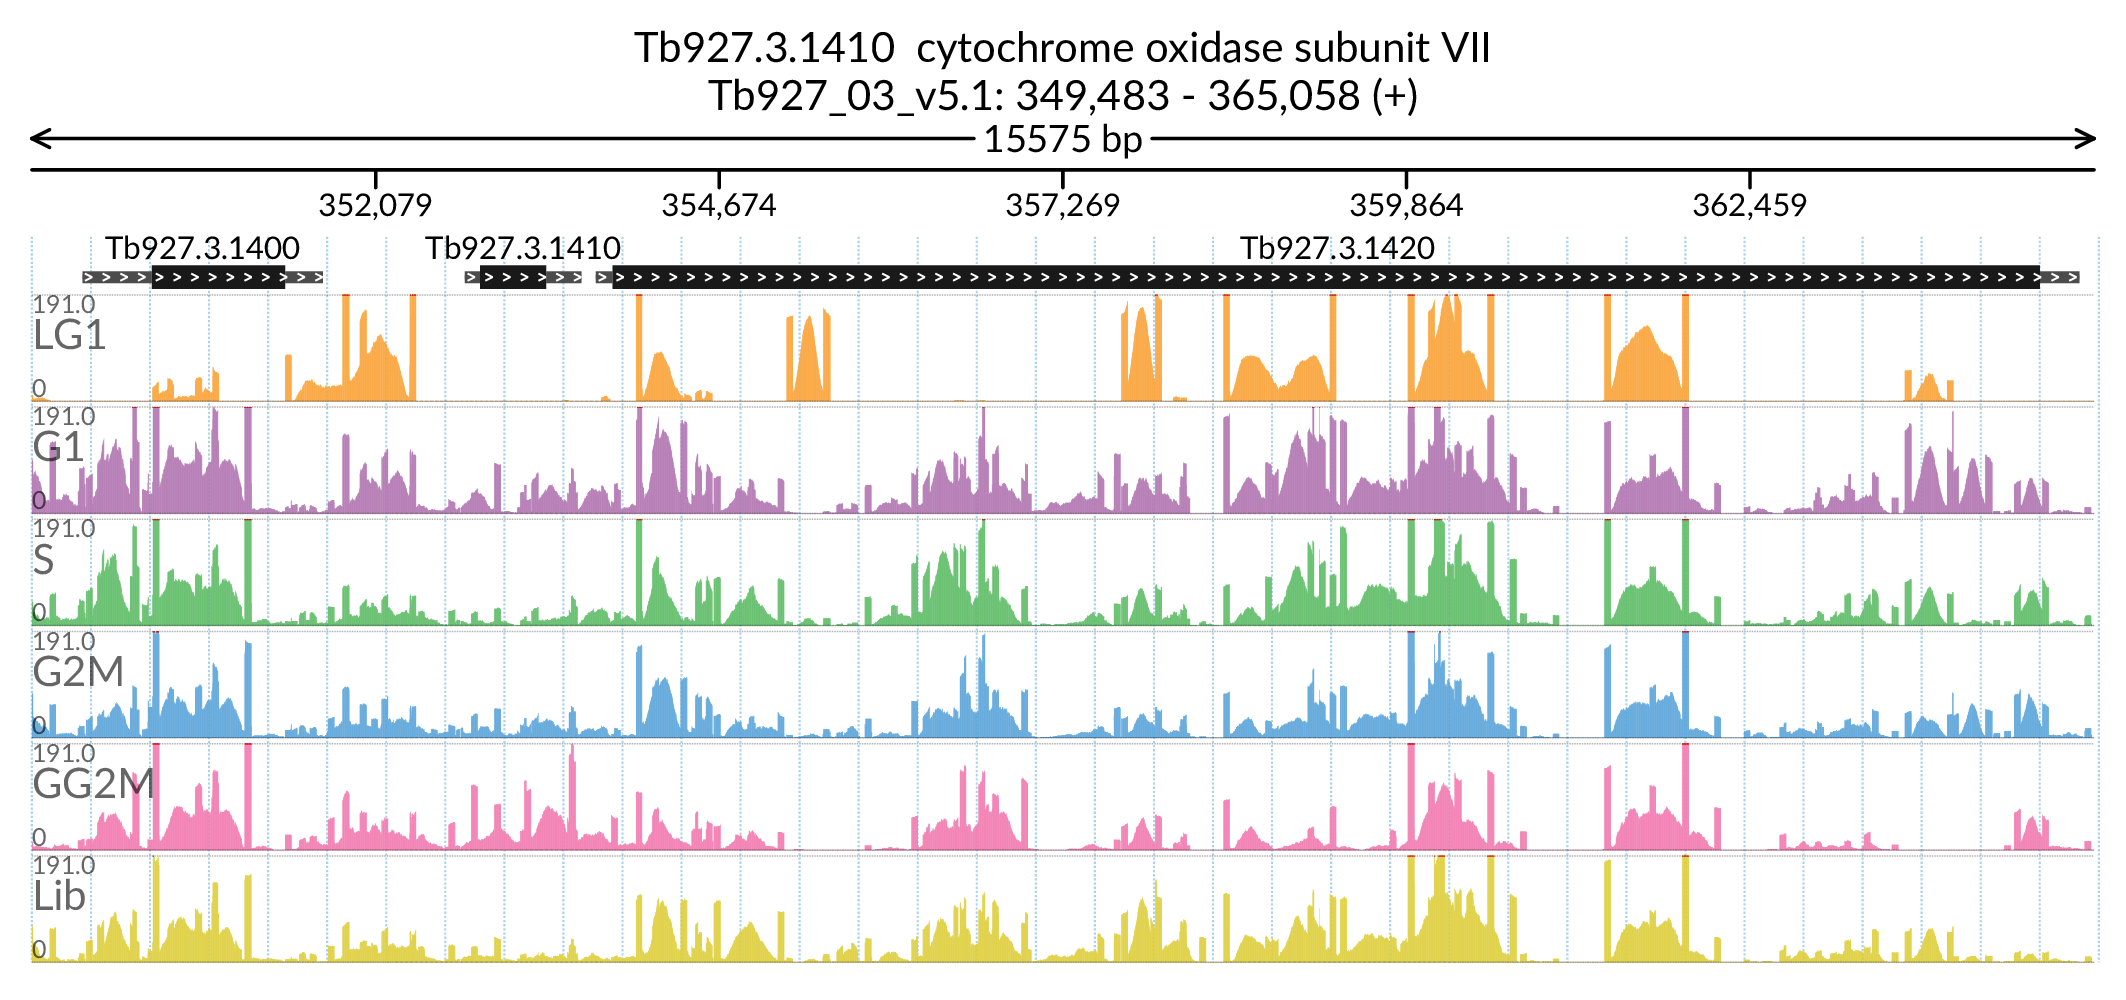 Tb927.3.1410 cytochrome oxidase subunit VII
Tb927_03_v5.1: 349,483 - 365,058 (+)
15575 bp
352,079 354,674 357,269 359,864 362,459
Tb927.3.1400 Tb927.3.1410 Tb927.3.1420
191.0
LG1
0
191.0
G1
0
191.0
S
0
191.0
G2M
0
191.0
GG2M
0
191.0
Lib
0